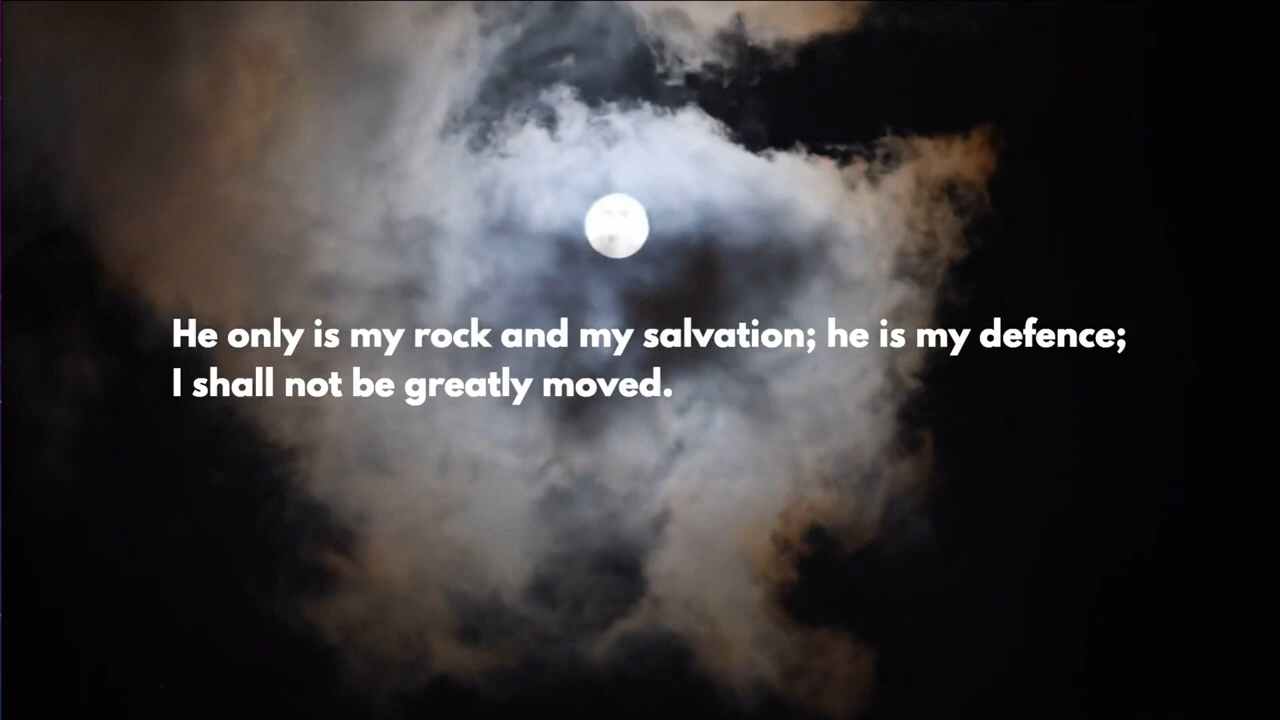 He only is my rock and my salvation; he is my defence;
I shall not be greatly moved.